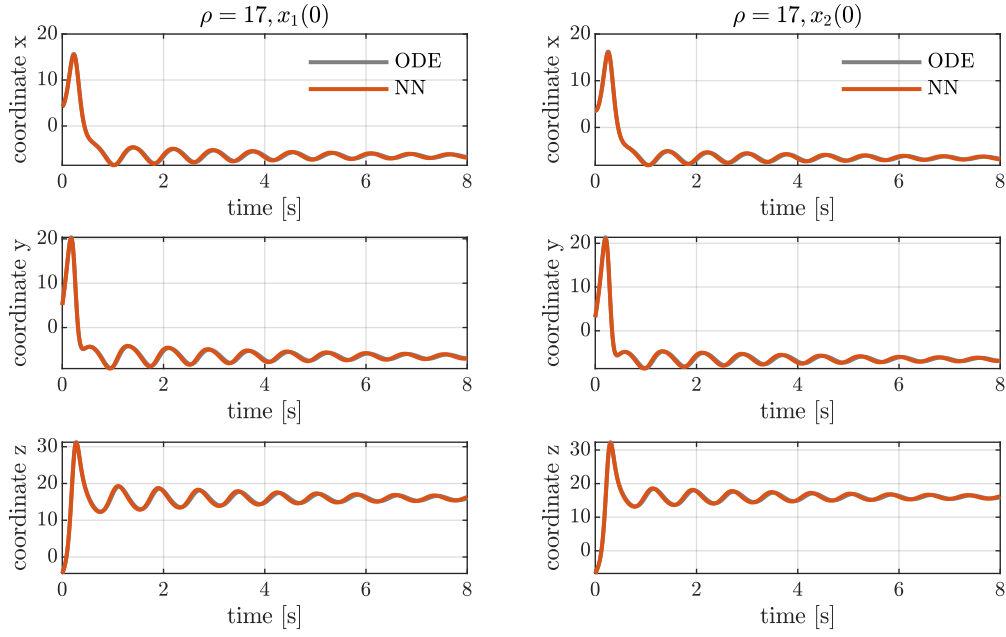 ρ = 17, x₁(0)
coordinate x
20
10
0
ODE
NN
0 2 4 6 8
time [s]
ρ = 17, x₂(0)
coordinate x
20
10
0
ODE
NN
0 2 4 6 8
time [s]
coordinate y
20
10
0
0 2 4 6 8
time [s]
coordinate y
20
10
0
0 2 4 6 8
time [s]
coordinate z
30
20
10
0
0 2 4 6 8
time [s]
coordinate z
30
20
10
0
0 2 4 6 8
time [s]